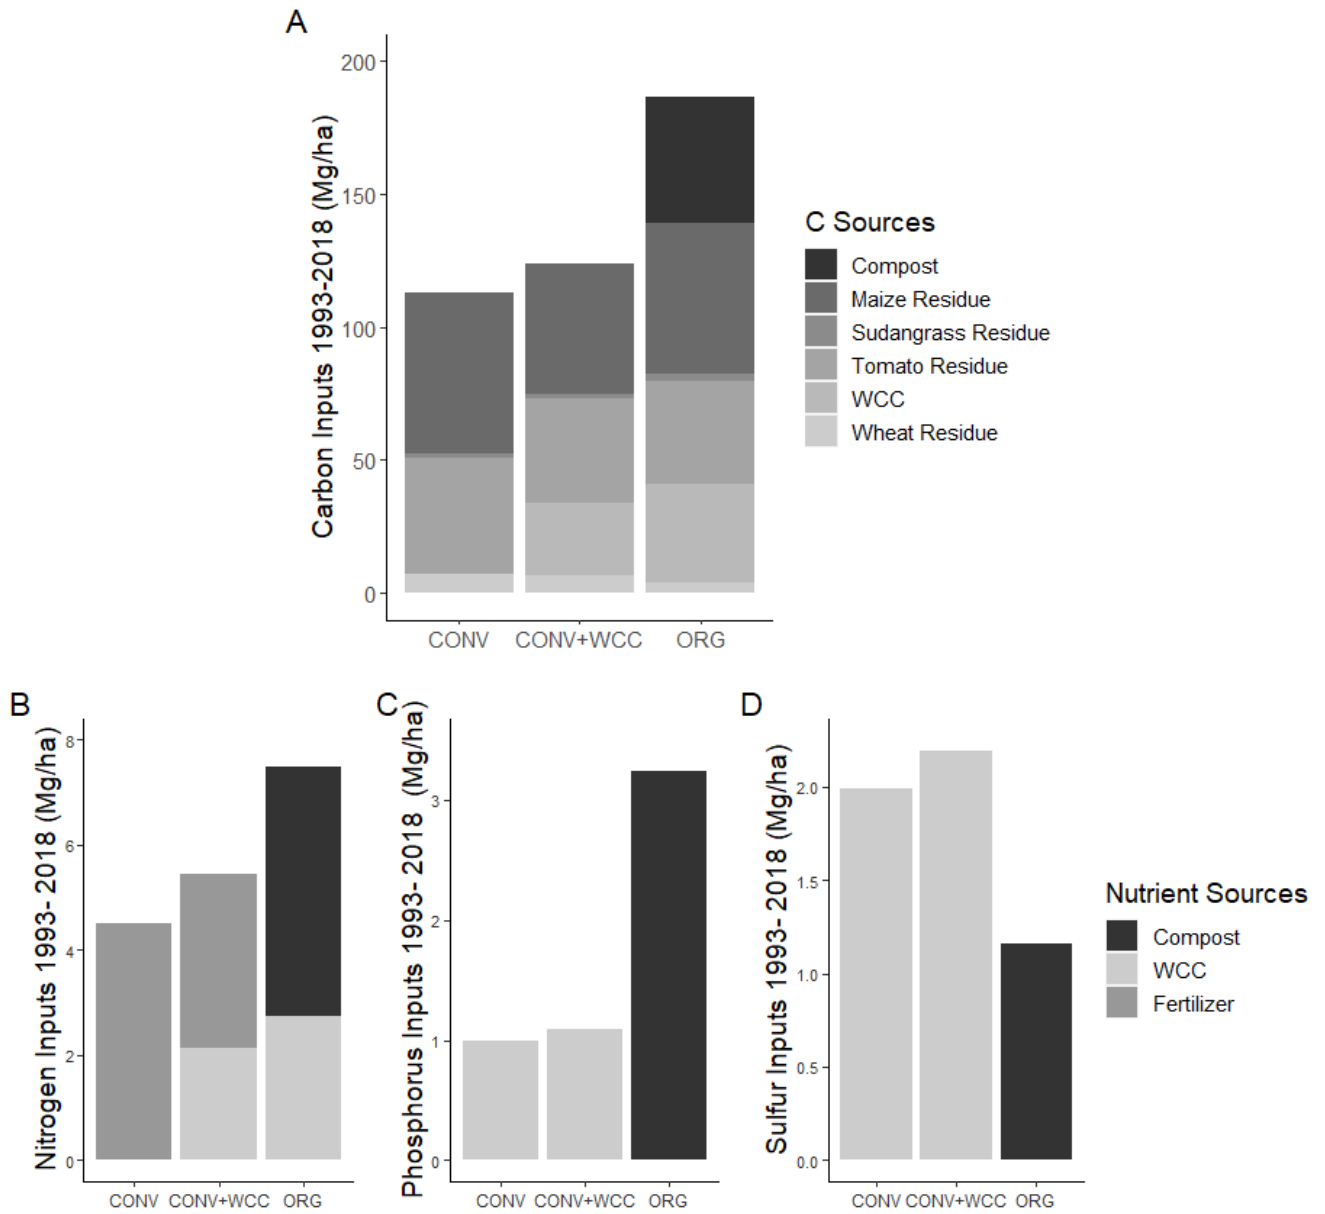 A
Carbon Inputs 1993-2018 (Mg/ha)
200
150
100
50
0
CONV
CONV+WCC
ORG
C Sources
Compost
Maize Residue
Sudangrass Residue
Tomato Residue
WCC
Wheat Residue
B
Nitrogen Inputs 1993- 2018 (Mg/ha)
8
6
4
2
0
CONV
CONV+WCC
ORG
C
Phosphorus Inputs 1993- 2018 (Mg/ha)
3
2
1
0
CONV
CONV+WCC
ORG
D
Sulfur Inputs 1993- 2018 (Mg/ha)
2.0
1.5
1.0
0.5
0.0
CONV
CONV+WCC
ORG
Nutrient Sources
Compost
WCC
Fertilizer